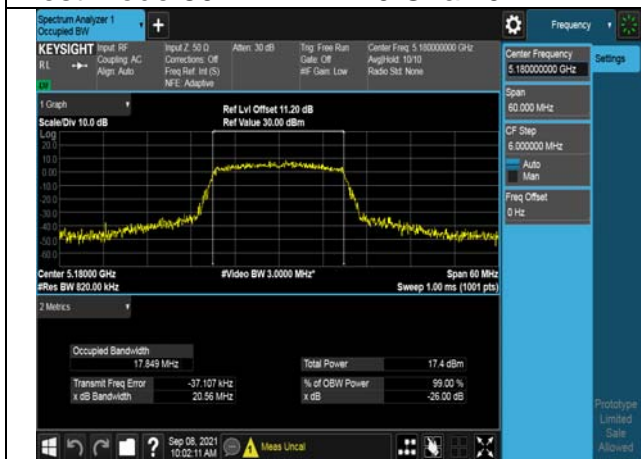 Spectrum Analyzer 1
Occupied BW
+
Frequency
KEYSIGHT
RL
Input: RF
Coupling: AC
Align: Auto
Input Z: 50 Ω
Corrections: Off
Freq Ref: Int (S)
NFE: Adaptive
Atten: 30 dB
Trig: Free Run
Gate: Off
#IF Gain: Low
Center Freq: 5.180000000 GHz
Avg|Hold: 10/10
Radio Std: None
Center Frequency
5.180000000 GHz
Settings
Span
60.000 MHz
CF Step
6.000000 MHz
Auto
Man
Freq Offset
0 Hz
1 Graph
Scale/Div 10.0 dB
Ref Lvl Offset 11.20 dB
Ref Value 30.00 dBm
Log
20.0
10.0
0.00
-10.0
-20.0
-30.0
-40.0
-50.0
-60.0
Center 5.18000 GHz
#Video BW 3.0000 MHz*
Span 60 MHz
#Res BW 820.00 kHz
Sweep 1.00 ms (1001 pts)
2 Metrics
Occupied Bandwidth
17.849 MHz
Total Power
17.4 dBm
Transmit Freq Error
-37.107 kHz
% of OBW Power
99.00 %
x dB Bandwidth
20.56 MHz
x dB
-26.00 dB
Prototype
Limited
Sale
Allowed
?
Sep 08, 2021
10:02:11 AM
Meas Uncal